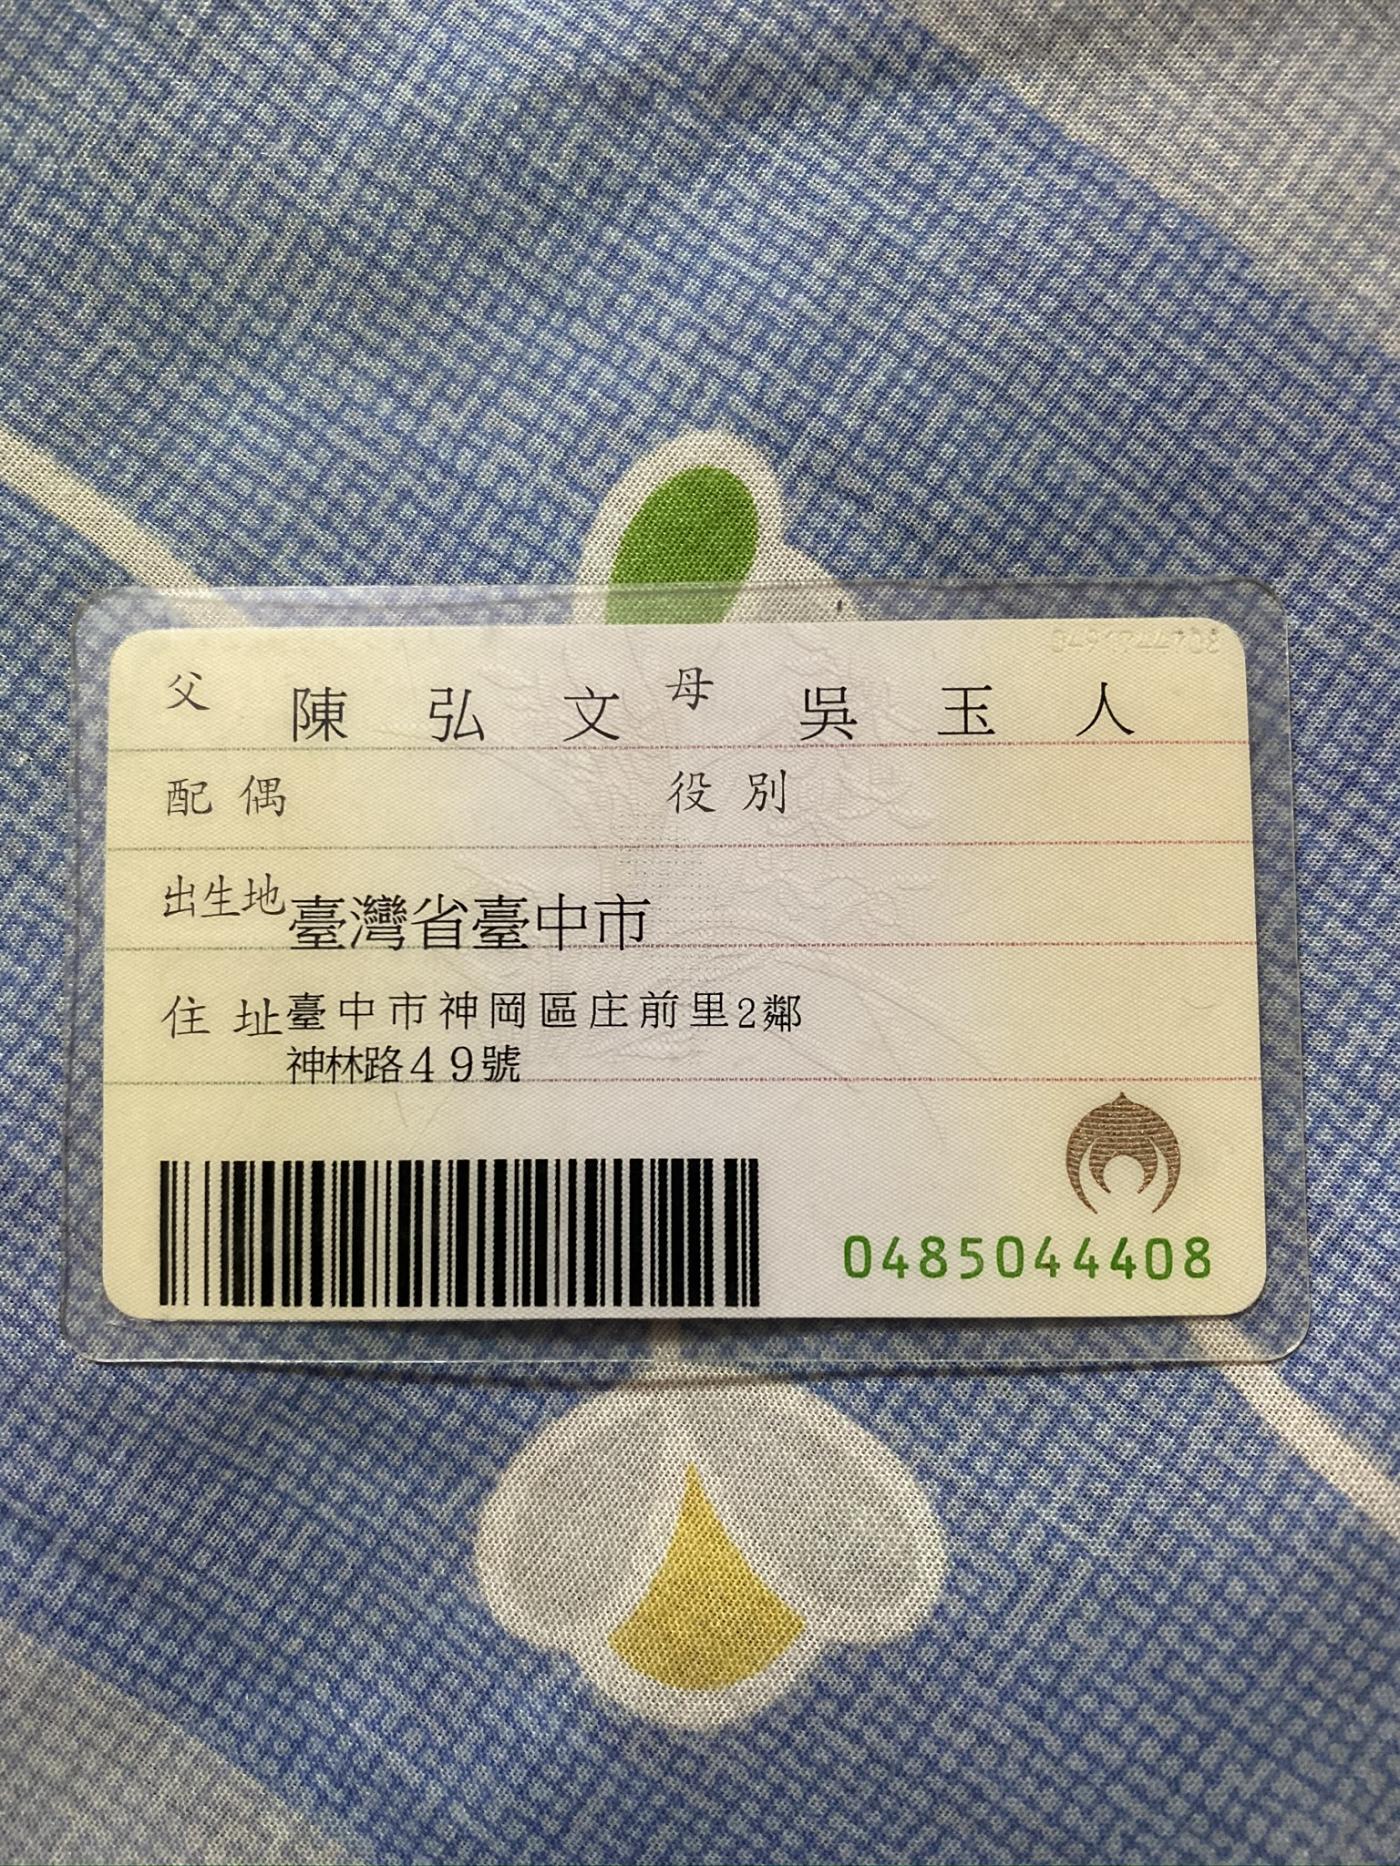 父 陳弘文 母 吳玉人
配偶 役別
出生地 臺灣省臺中市
住址 臺中市神岡區庄前里2鄰
神林路49號
0485044408